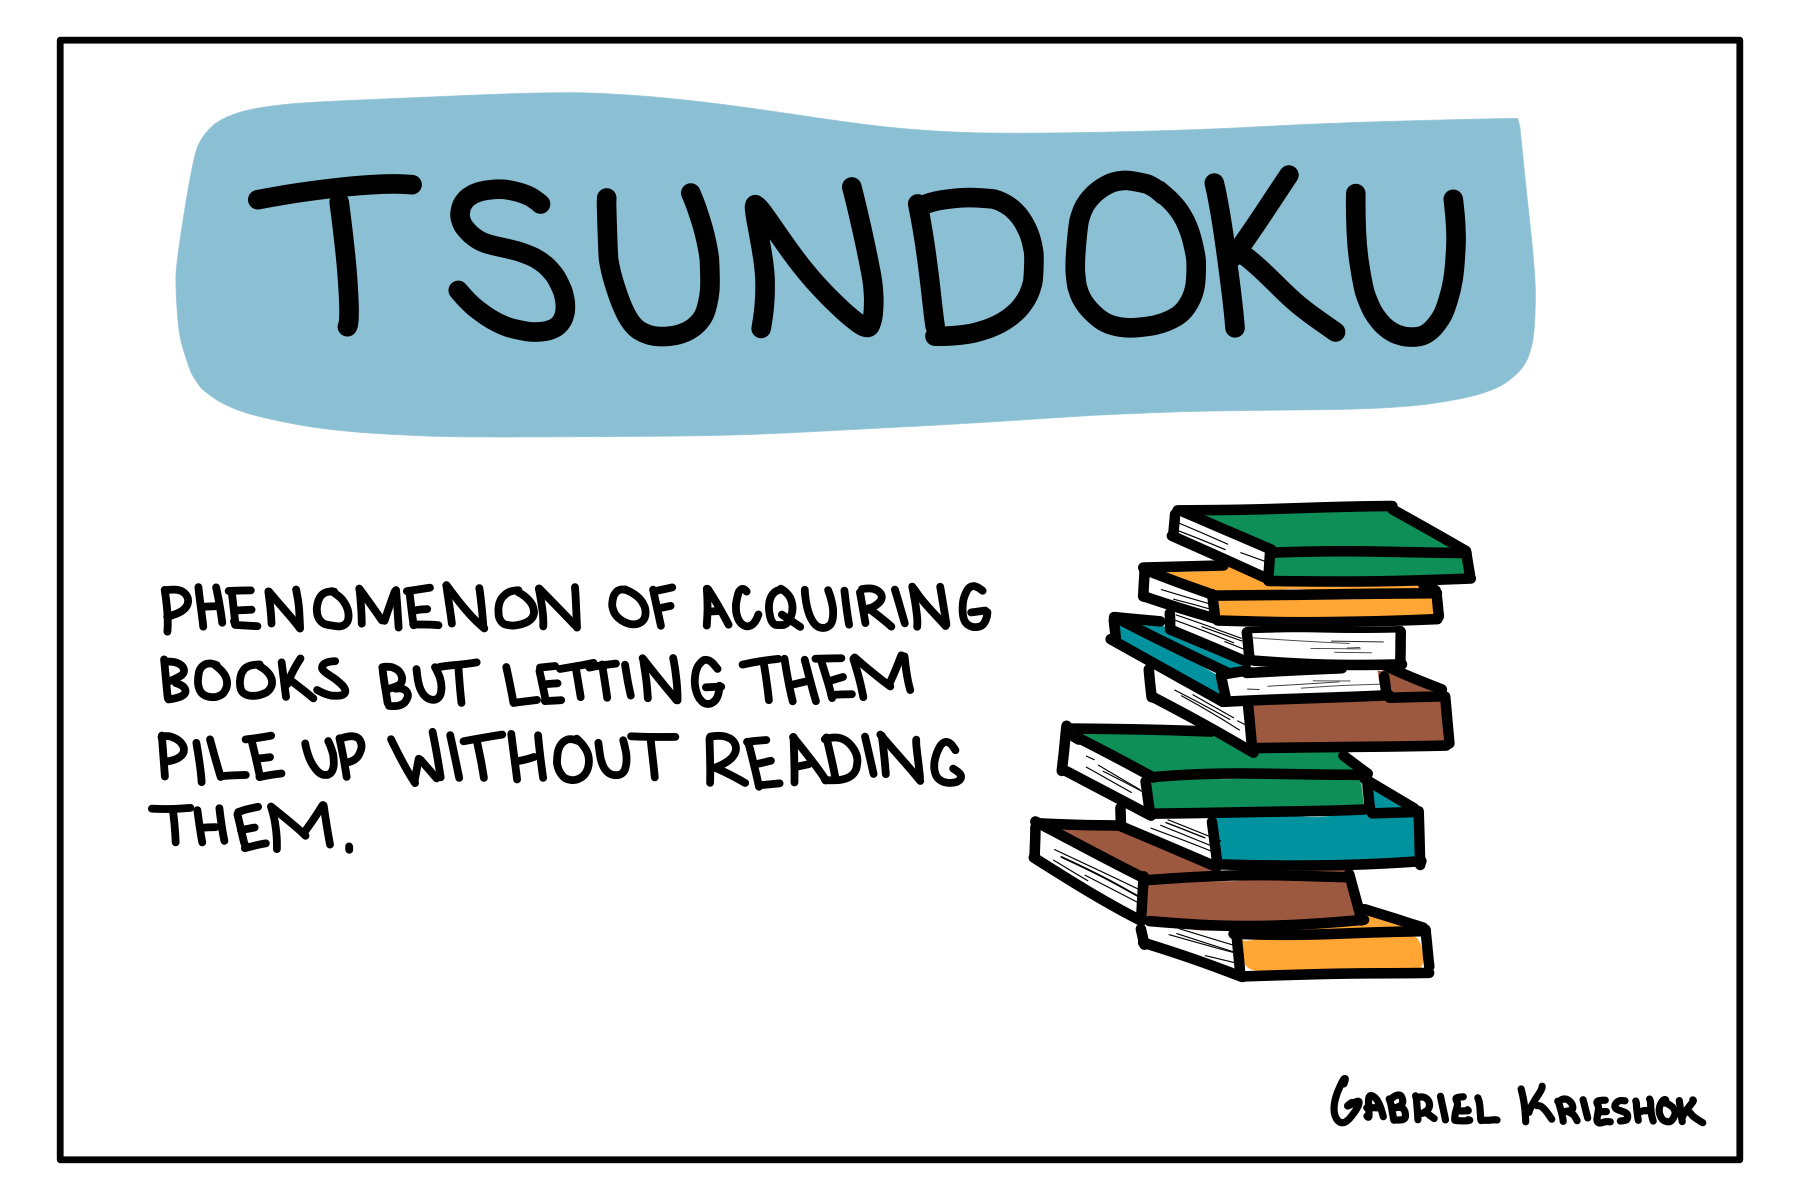 TSUNDOKU
PHENOMENON OF ACQUIRING
BOOKS BUT LETTING THEM
PILE UP WITHOUT READING
THEM.
GABRIEL KRIESHOK